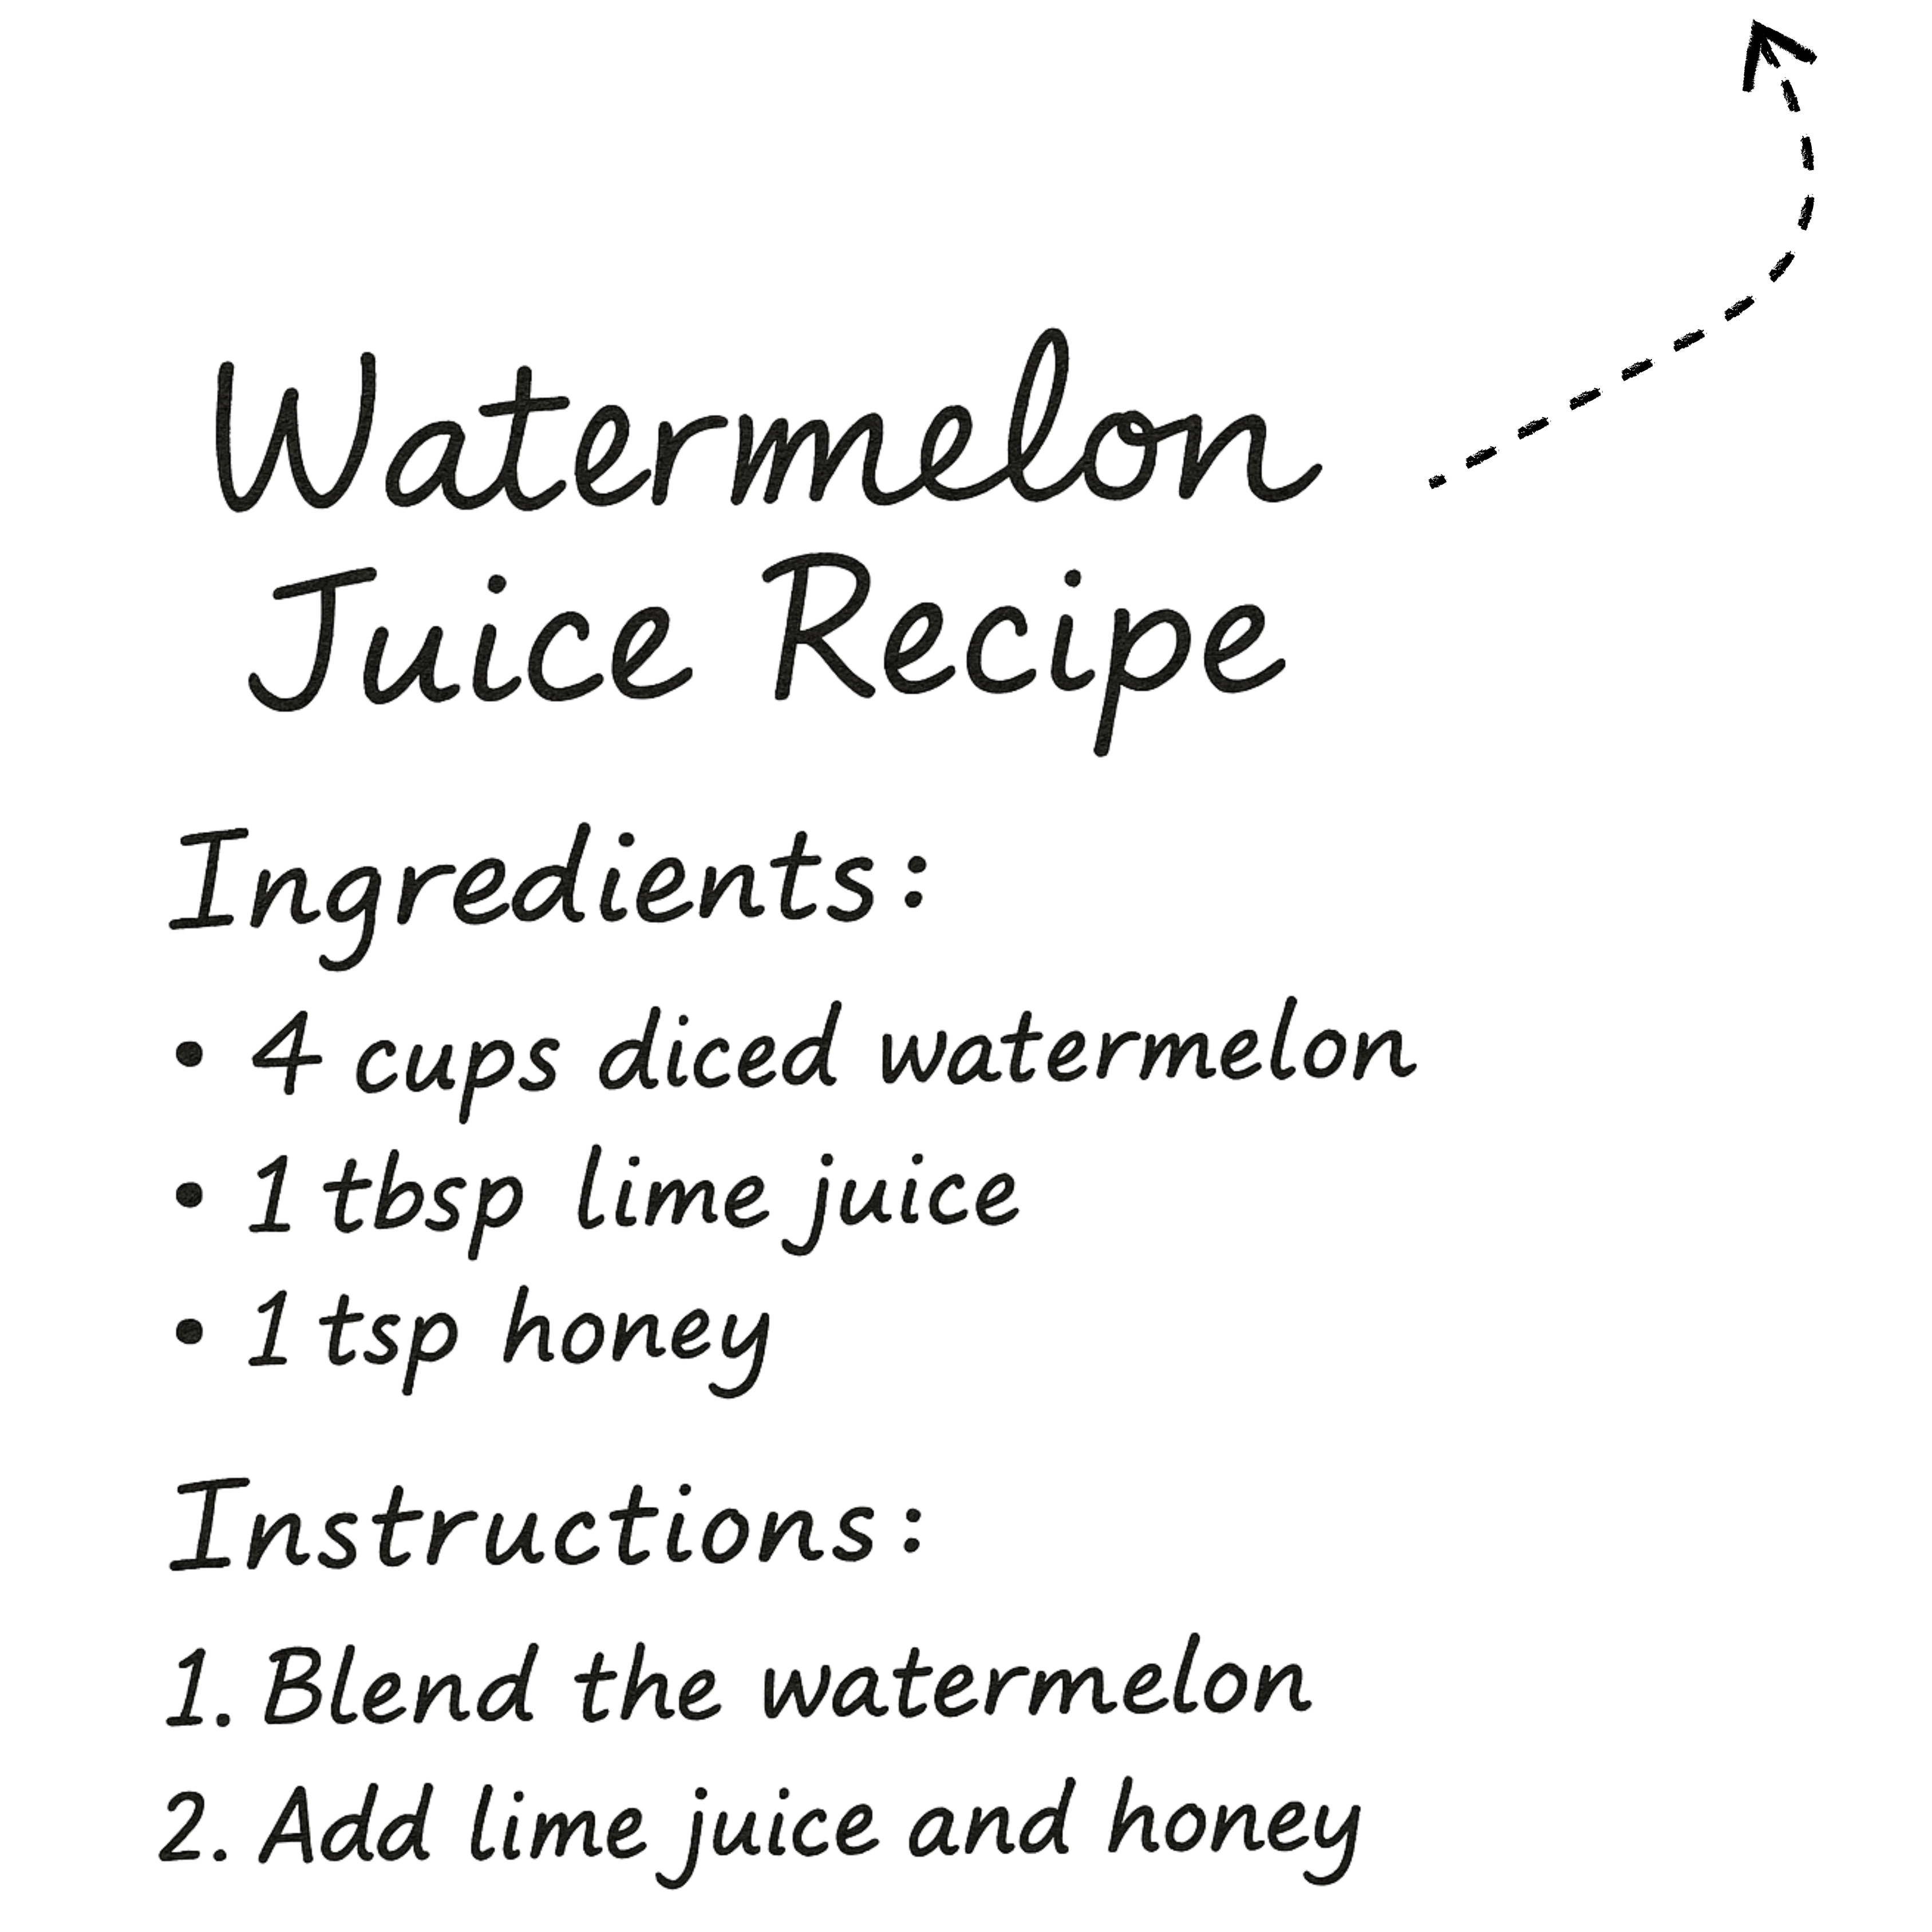 Watermelon
Juice Recipe
Ingredients:
• 4 cups diced watermelon
• 1 tbsp lime juice
• 1 tsp honey
Instructions:
1. Blend the watermelon
2. Add lime juice and honey